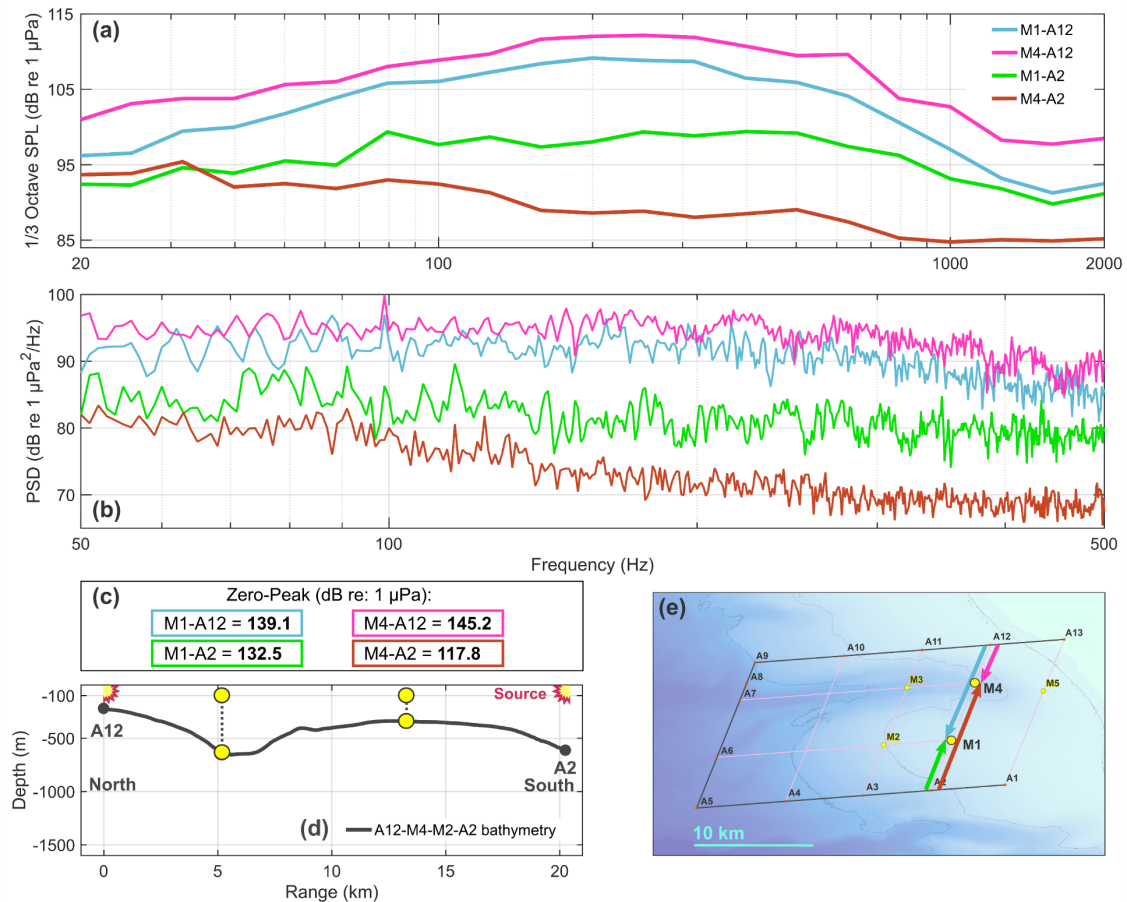 (a)
1/3 Octave SPL (dB re 1 µPa)
115
105
95
85
M1-A12
M4-A12
M1-A2
M4-A2
20
100
1000
2000
(b)
PSD (dB re 1 µPa²/Hz)
100
90
80
70
50
100
500
Frequency (Hz)
(c)
Zero-Peak (dB re: 1 µPa):
M1-A12 = 139.1
M4-A12 = 145.2
M1-A2 = 132.5
M4-A2 = 117.8
Depth (m)
-100
-500
-1000
-1500
Source
A12
A2
North
South
(d)
A12-M4-M2-A2 bathymetry
0
5
10
15
20
Range (km)
(e)
A13
A12
A11
A10
A9
A8
A7
M3
M4
M5
M2
M1
A6
A5
A4
A3
A2
A1
10 km